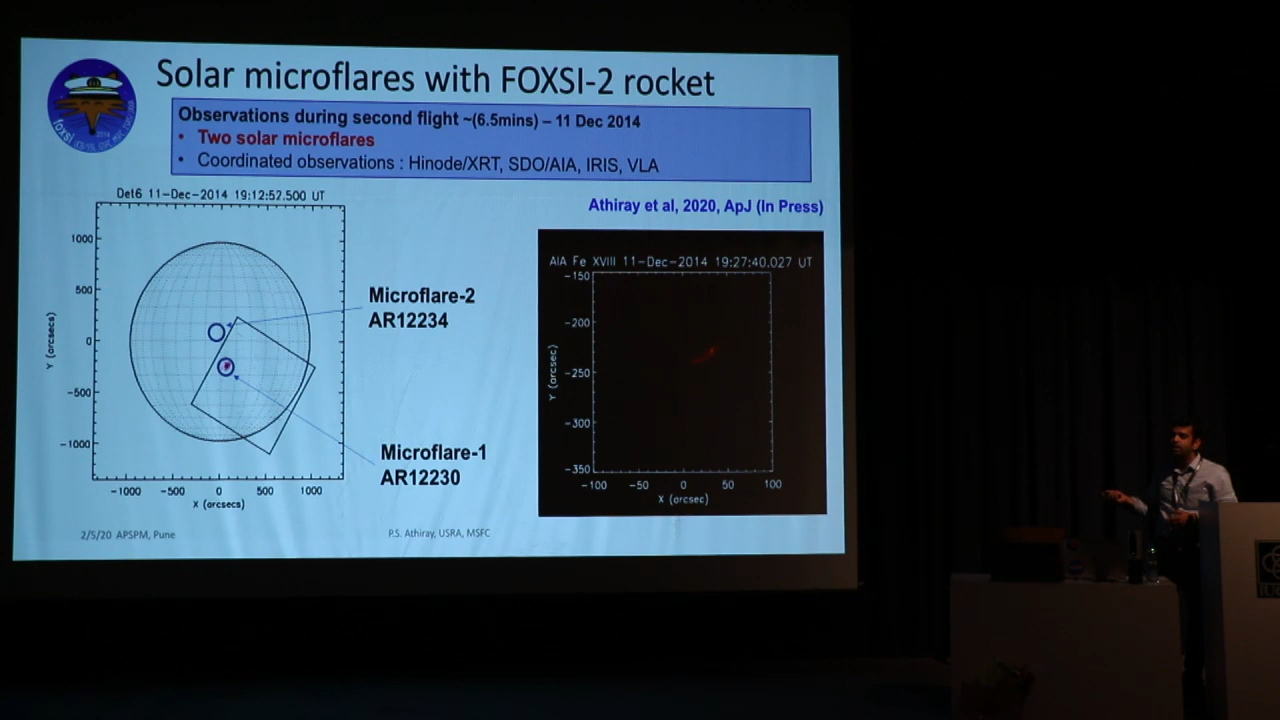 Solar microflares with FOXSI-2 rocket
foxsi
2014
Observations during second flight ~(6.5mins) – 11 Dec 2014
• Two solar microflares
• Coordinated observations : Hinode/XRT, SDO/AIA, IRIS, VLA
Det6 11-Dec-2014 19:12:52.500 UT
1000
500
0
-500
-1000
Y (arcsecs)
-1000 -500 0 500 1000
X (arcsecs)
Microflare-2
AR12234
Microflare-1
AR12230
Athiray et al, 2020, ApJ (In Press)
AIA Fe XVIII 11-Dec-2014 19:27:40.027 UT
-150
-200
-250
-300
-350
Y (arcsec)
-100 -50 0 50 100
X (arcsec)
2/5/20 APSPM, Pune
P.S. Athiray, USRA, MSFC